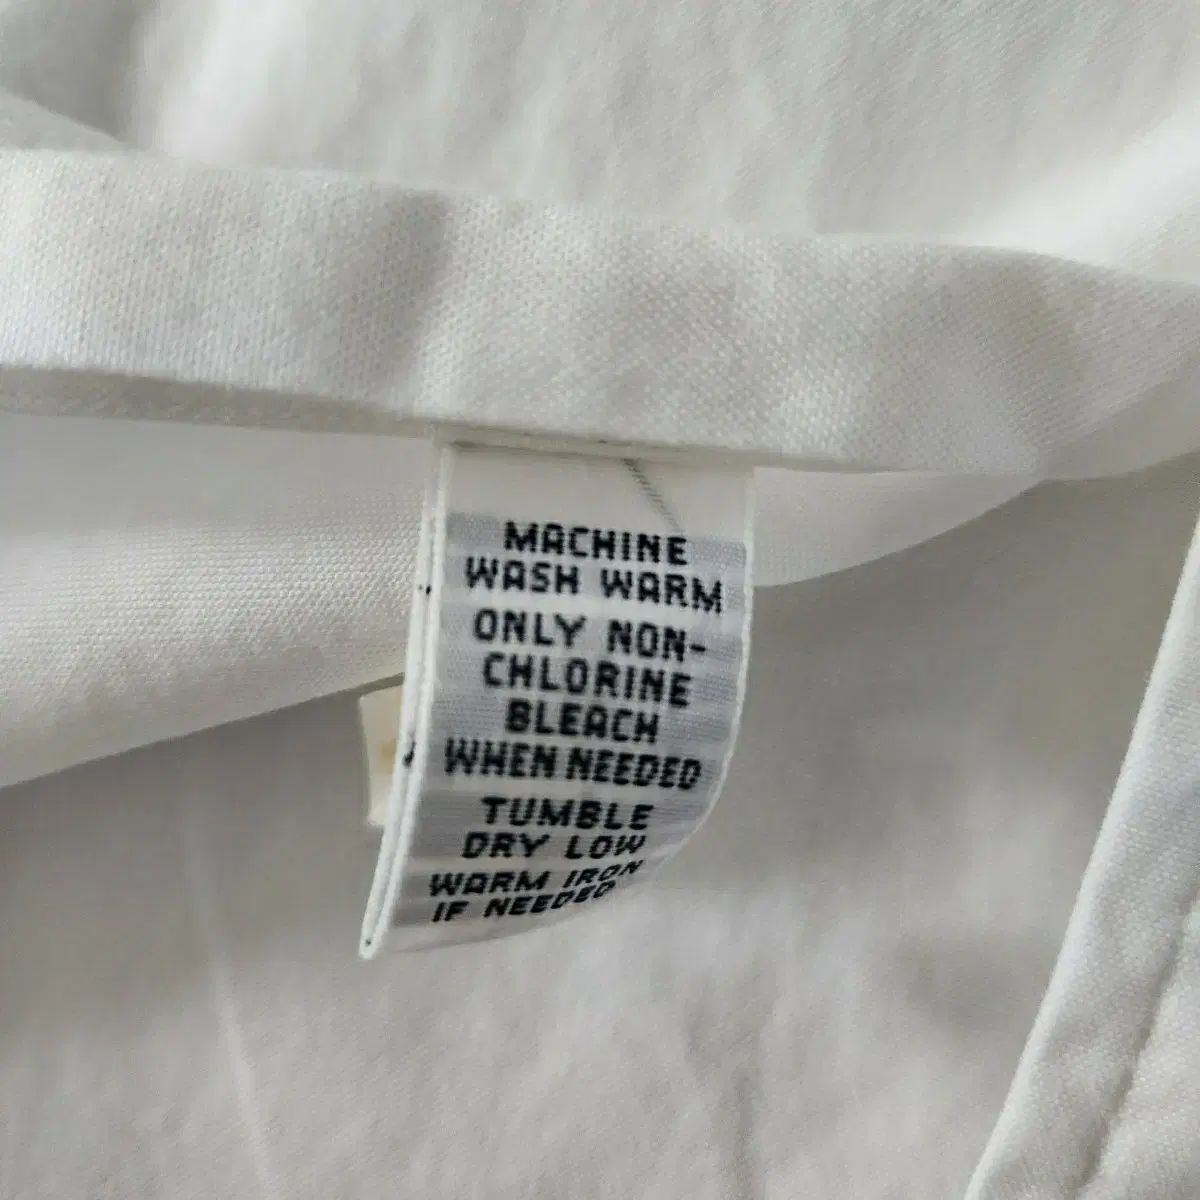 MACHINE
WASH WARM
ONLY NON-
CHLORINE
BLEACH
WHEN NEEDED
TUMBLE
DRY LOW
WARM IRON
IF NEEDED